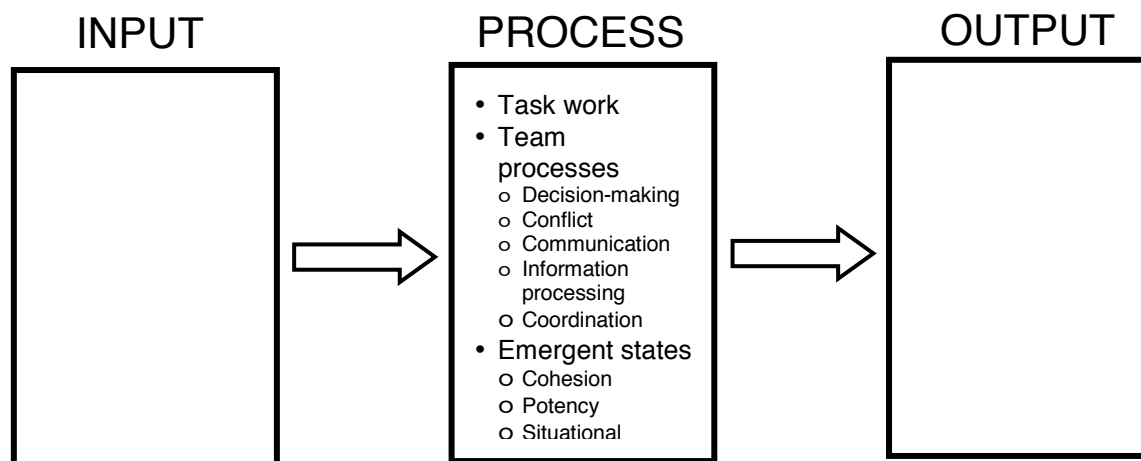 INPUT
PROCESS
OUTPUT
• Task work
• Team
processes
o Decision-making
o Conflict
o Communication
o Information
processing
o Coordination
• Emergent states
o Cohesion
o Potency
o Situational